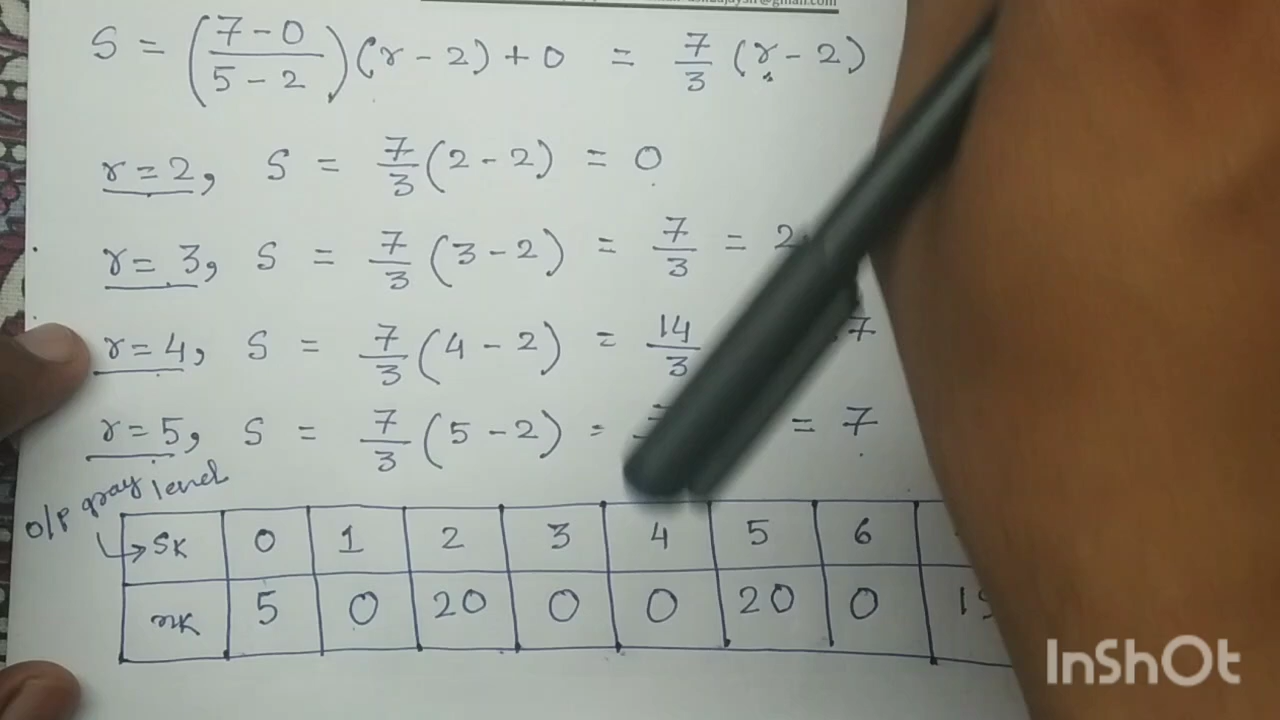 S = (7-0/5-2)(r-2)+0 = 7/3 (r-2)
r=2, S = 7/3 (2-2) = 0
r=3, S = 7/3 (3-2) = 7/3 = 2
r=4, S = 7/3 (4-2) = 14/3 7
r=5, S = 7/3 (5-2) = = 7
O/P gray level
SK 0 1 2 3 4 5 6
nK 5 0 20 0 0 20 0
InShOt